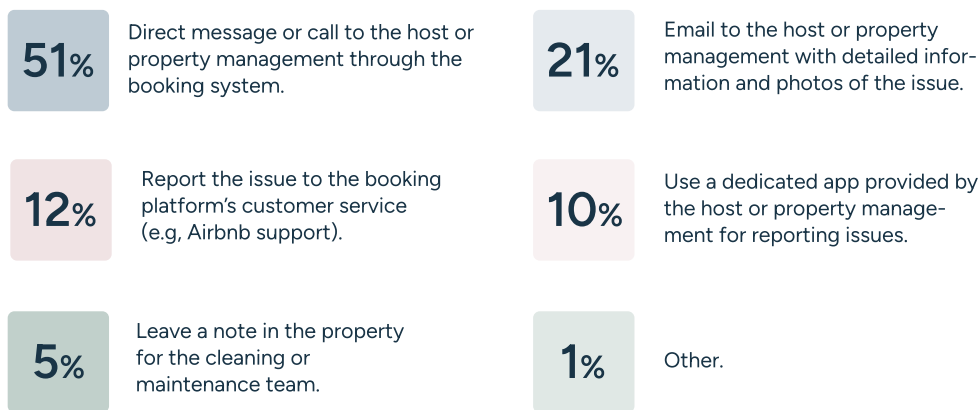 51%
Direct message or call to the host or
property management through the
booking system.
21%
Email to the host or property
management with detailed infor-
mation and photos of the issue.
12%
Report the issue to the booking
platform’s customer service
(e.g, Airbnb support).
10%
Use a dedicated app provided by
the host or property manage-
ment for reporting issues.
5%
Leave a note in the property
for the cleaning or
maintenance team.
1%
Other.